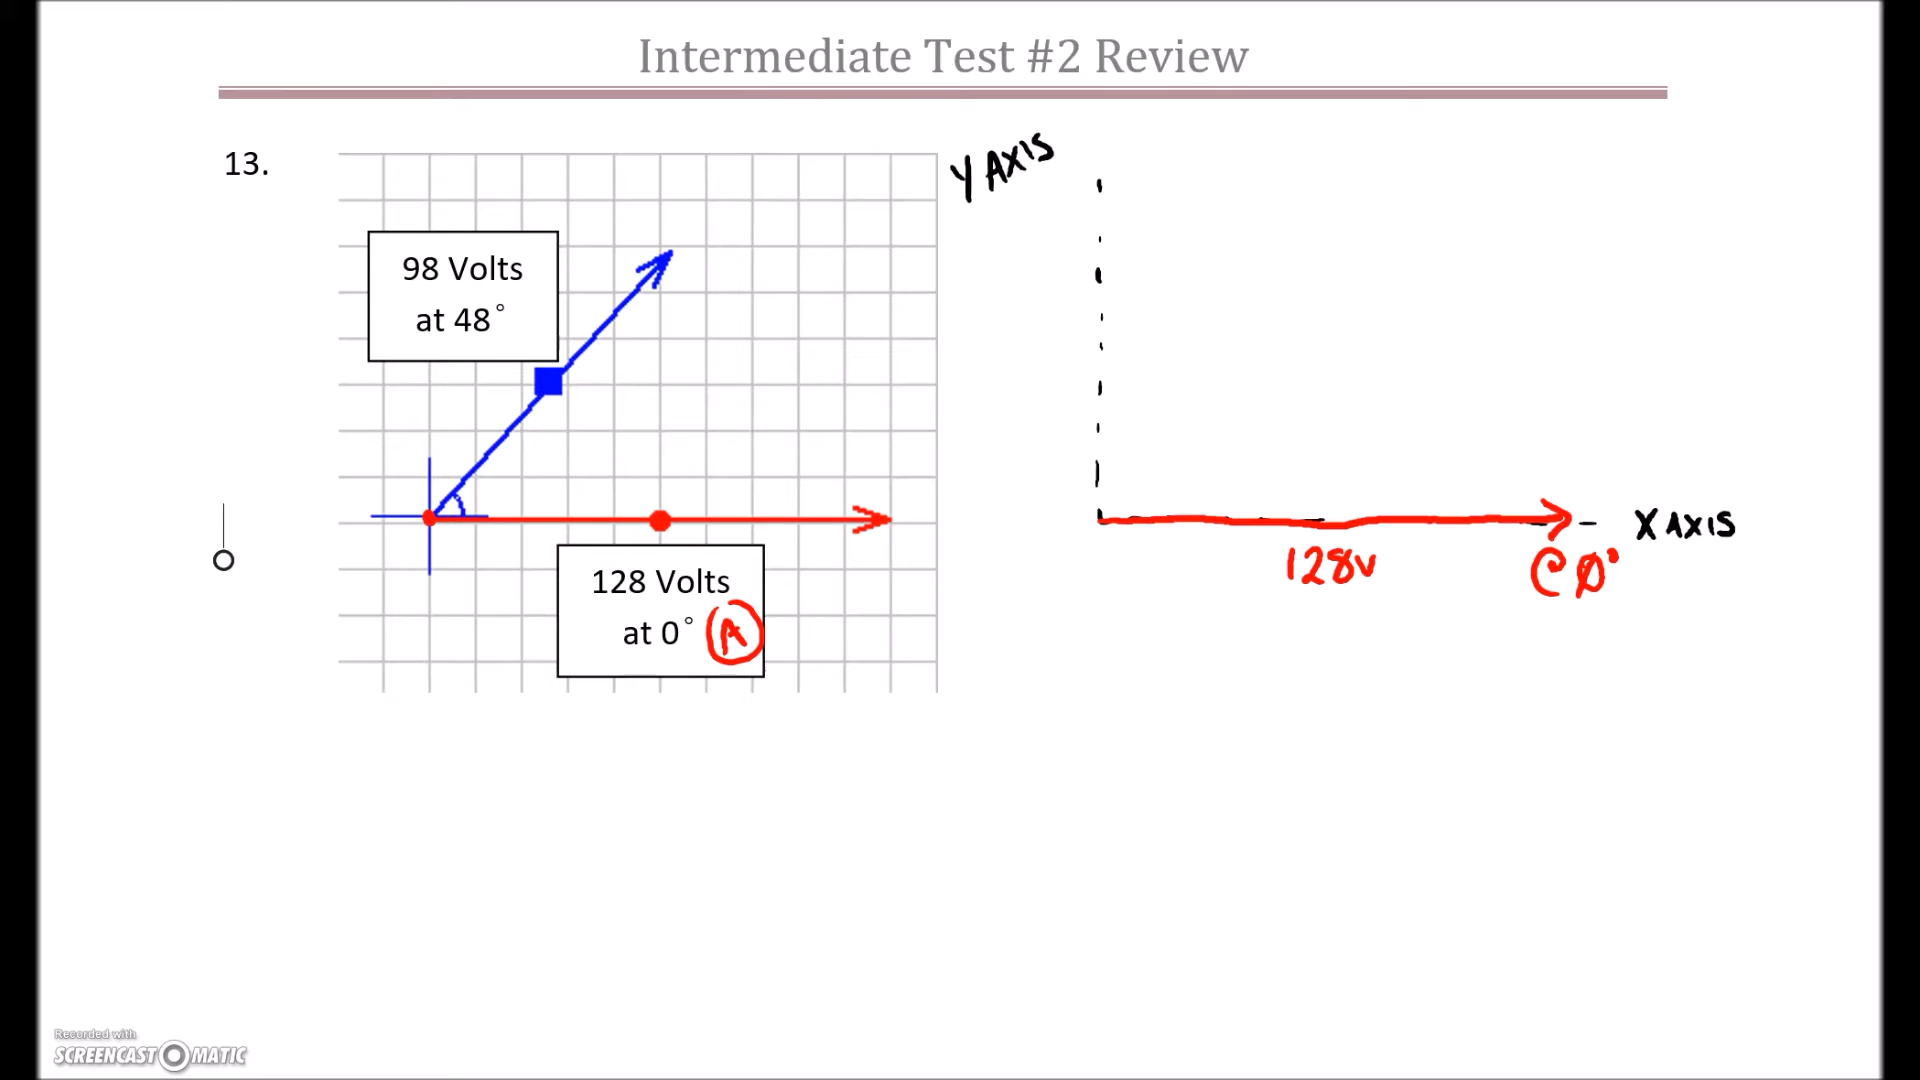 Intermediate Test #2 Review
13.
Y AXIS
98 Volts
at 48°
X AXIS
128V
@ 0°
128 Volts
at 0° A
Recorded with
SCREENCAST MATIC